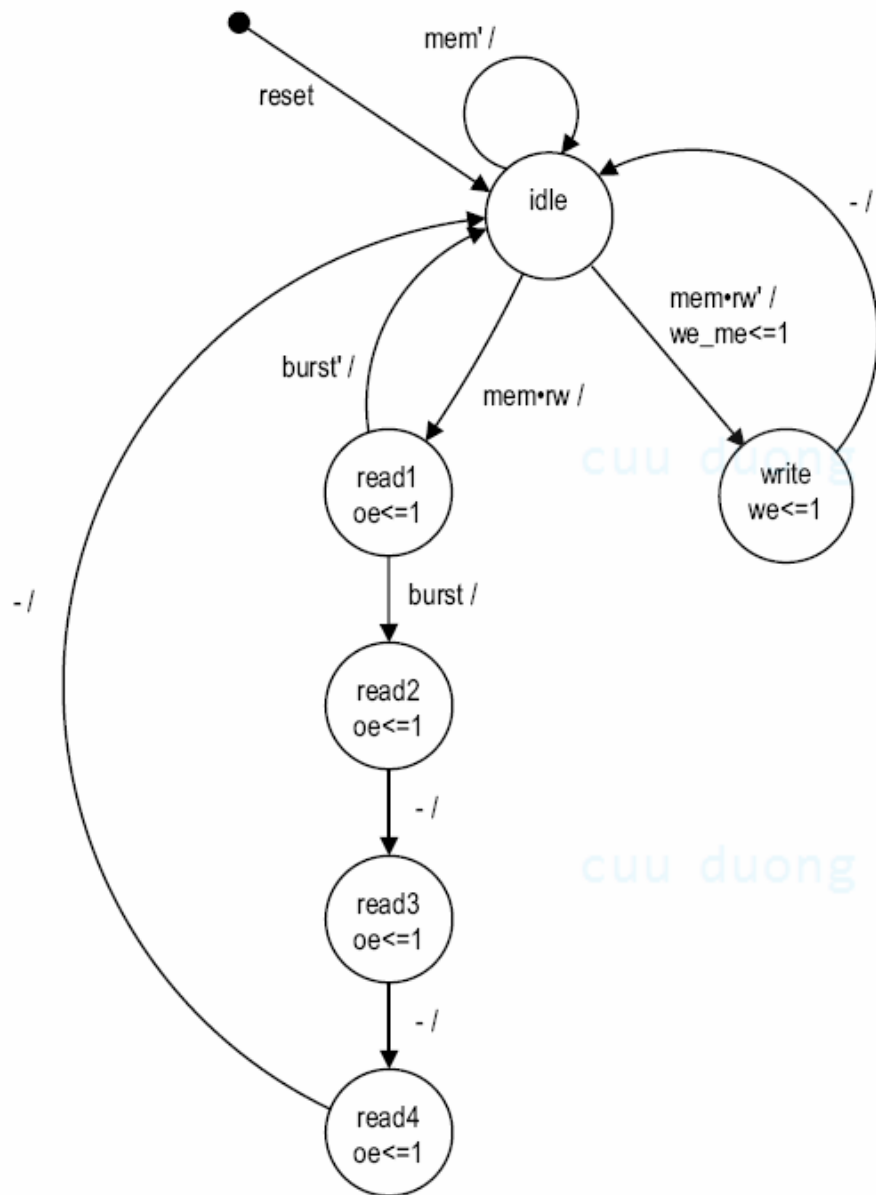 mem' /
reset
idle
- /
mem•rw' /
we_me<=1
burst' /
mem•rw /
cuu duong
read1
oe<=1
write
we<=1
- /
burst /
read2
oe<=1
- /
cuu duong
read3
oe<=1
- /
read4
oe<=1